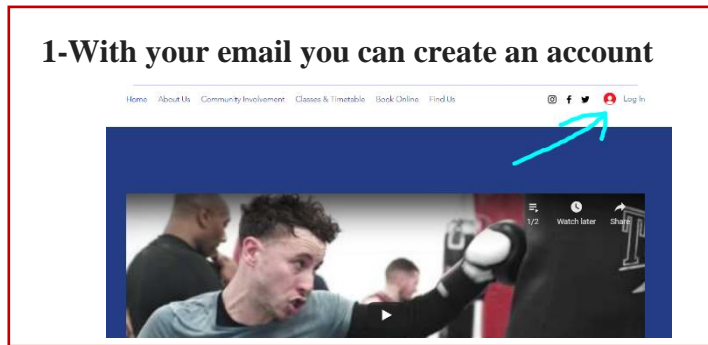 1-With your email you can create an account
Home About Us Community Involvement Classes & Timetable Book Online Find Us Log In
1/2 Watch later Share